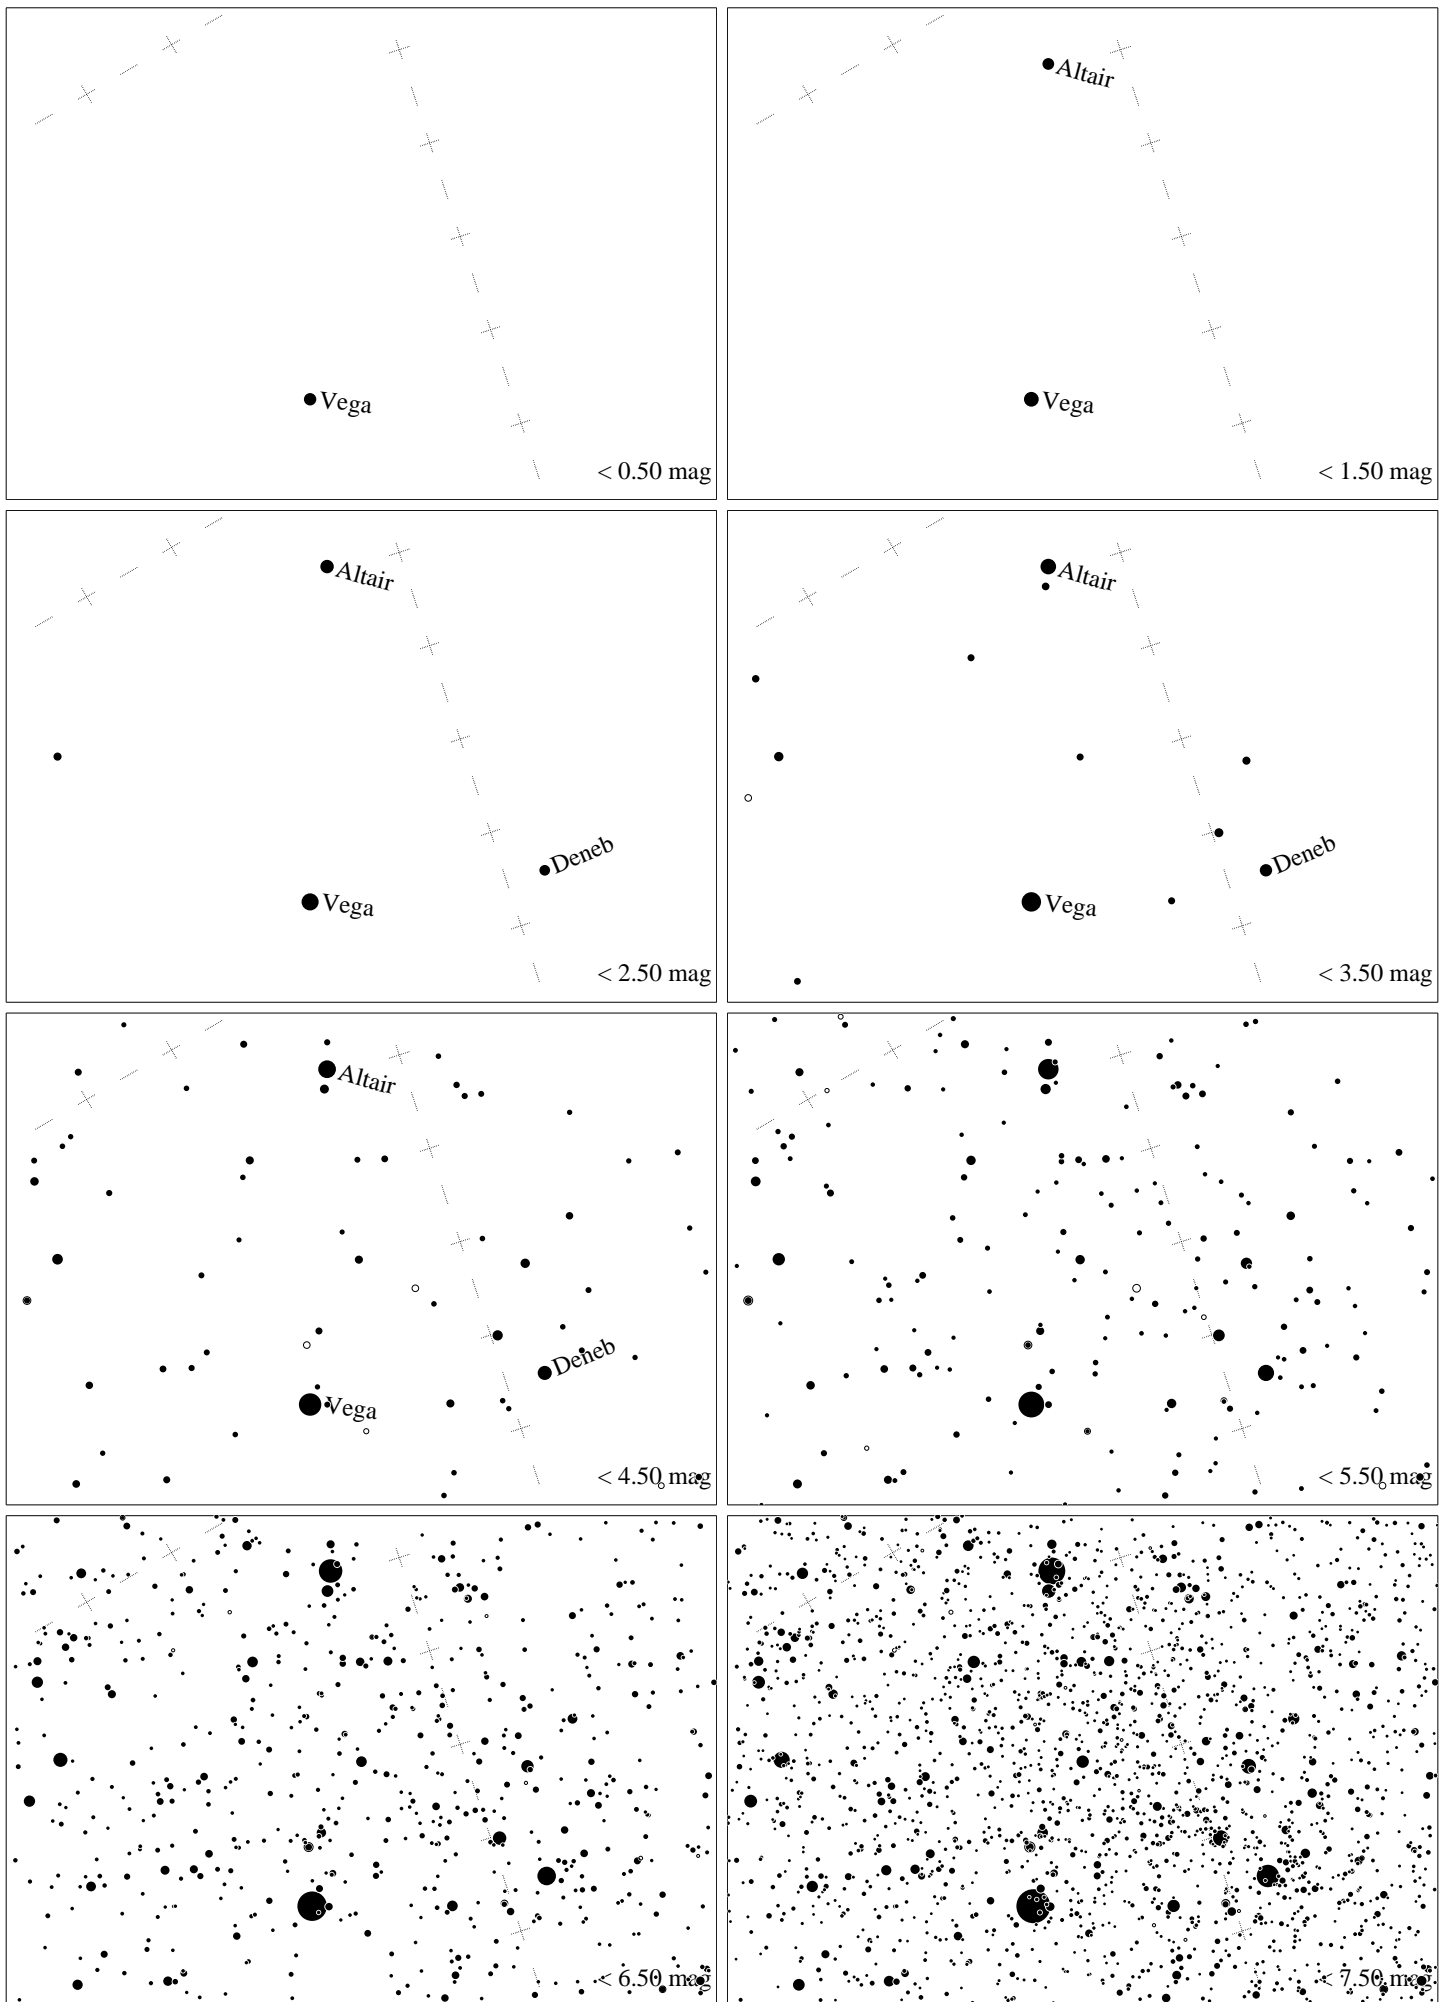 Vega
< 0.50 mag
Altair
Vega
< 1.50 mag
Altair
Deneb
Vega
< 2.50 mag
Altair
Deneb
Vega
< 3.50 mag
Altair
Deneb
Vega
< 4.50 mag
< 5.50 mag
< 6.50 mag
< 7.50 mag